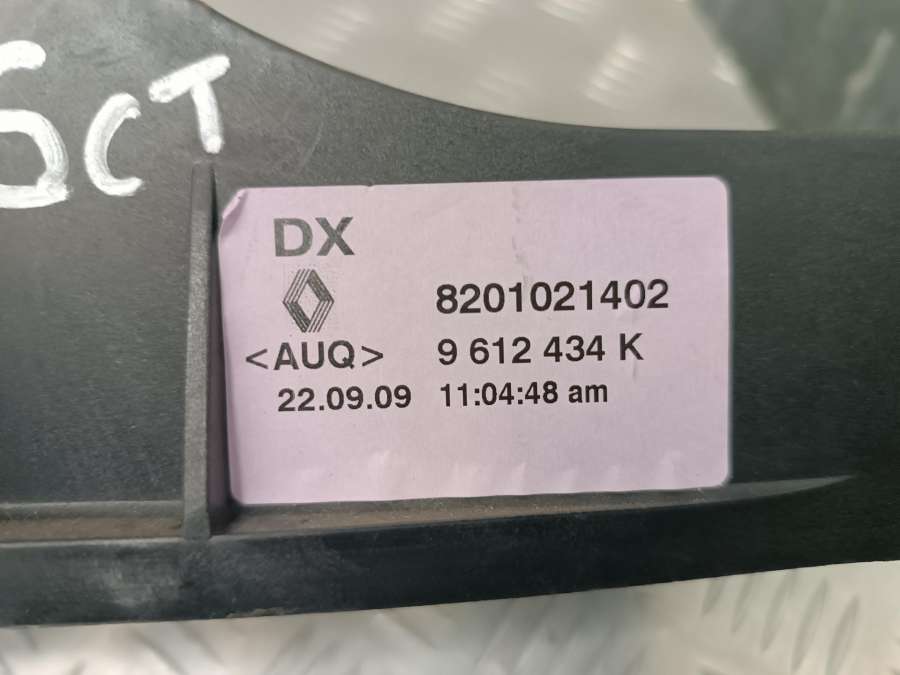 SCT
DX
8201021402
<AUQ> 9 612 434 K
22.09.09 11:04:48 am